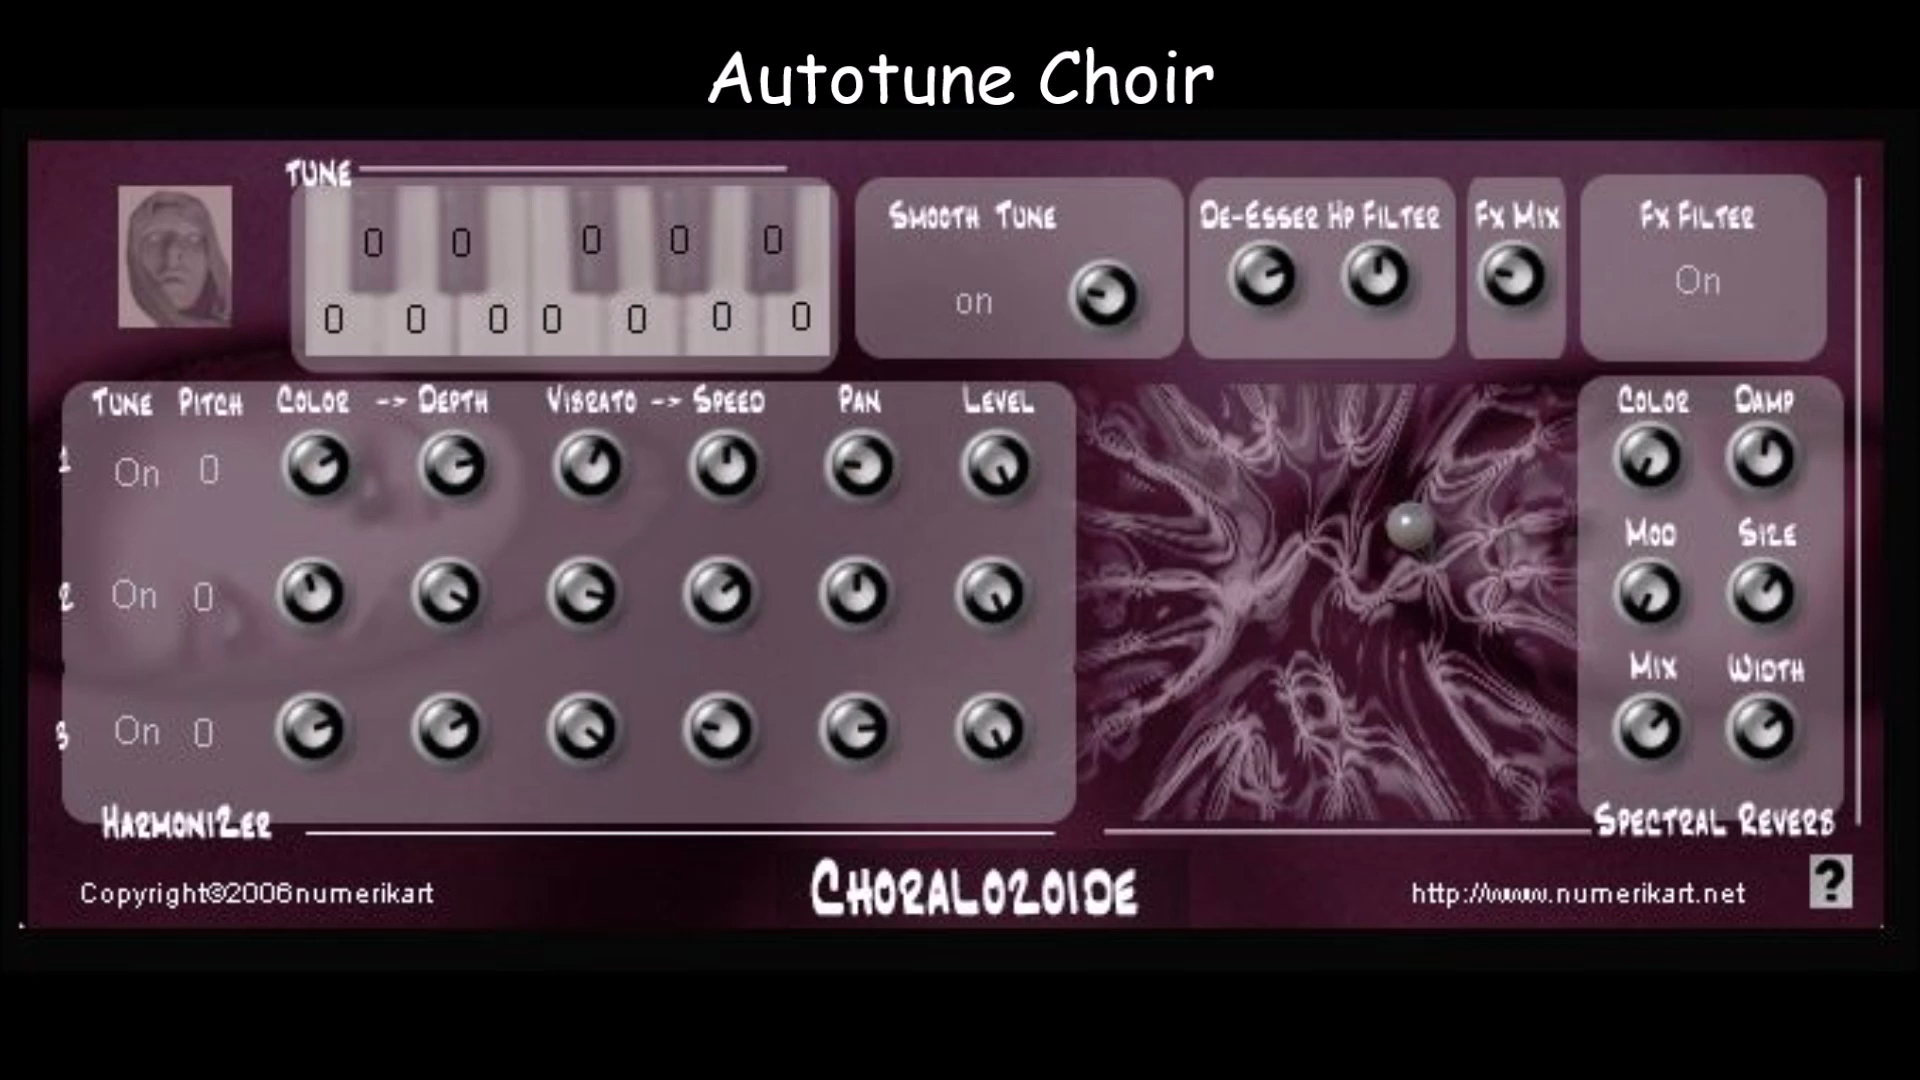 Autotune Choir
TUNE
0 0 0 0 0
0 0 0 0 0 0 0
Smooth Tune
on
De-Esser Hp Filter
Fx Mix
Fx Filter
On
Tune Pitch Color -> Depth Vibrato -> Speed Pan Level
1 On 0
2 On 0
3 On 0
Harmonizer
Color Damp
Mod Size
Mix Width
Spectral Reverb
Copyright©2006numerikart
Choralozoide
http://www.numerikart.net
?